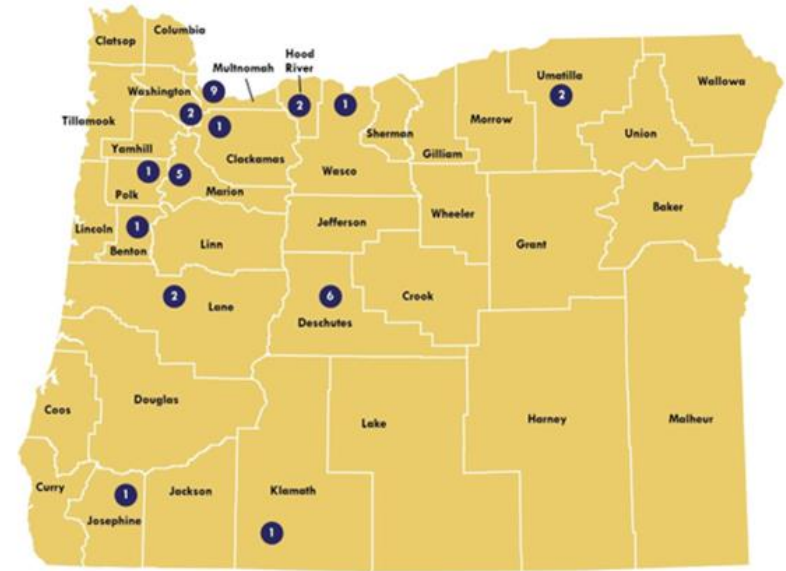 Columbia
Clatsop
Hood
River
Multnomah
Umatilla
Wallowa
Washington
9
2
2
1
2
Tillamook
1
Morrow
Sherman
Union
Yamhill
Gilliam
Clackamas
Wasco
1
5
Polk
Marion
Baker
Wheeler
Jefferson
1
Lincoln
Linn
Grant
Benton
2
6
Crook
Lane
Deschutes
Douglas
Coos
Lake
Harney
Malheur
Curry
1
Jackson
Klamath
Josephine
1